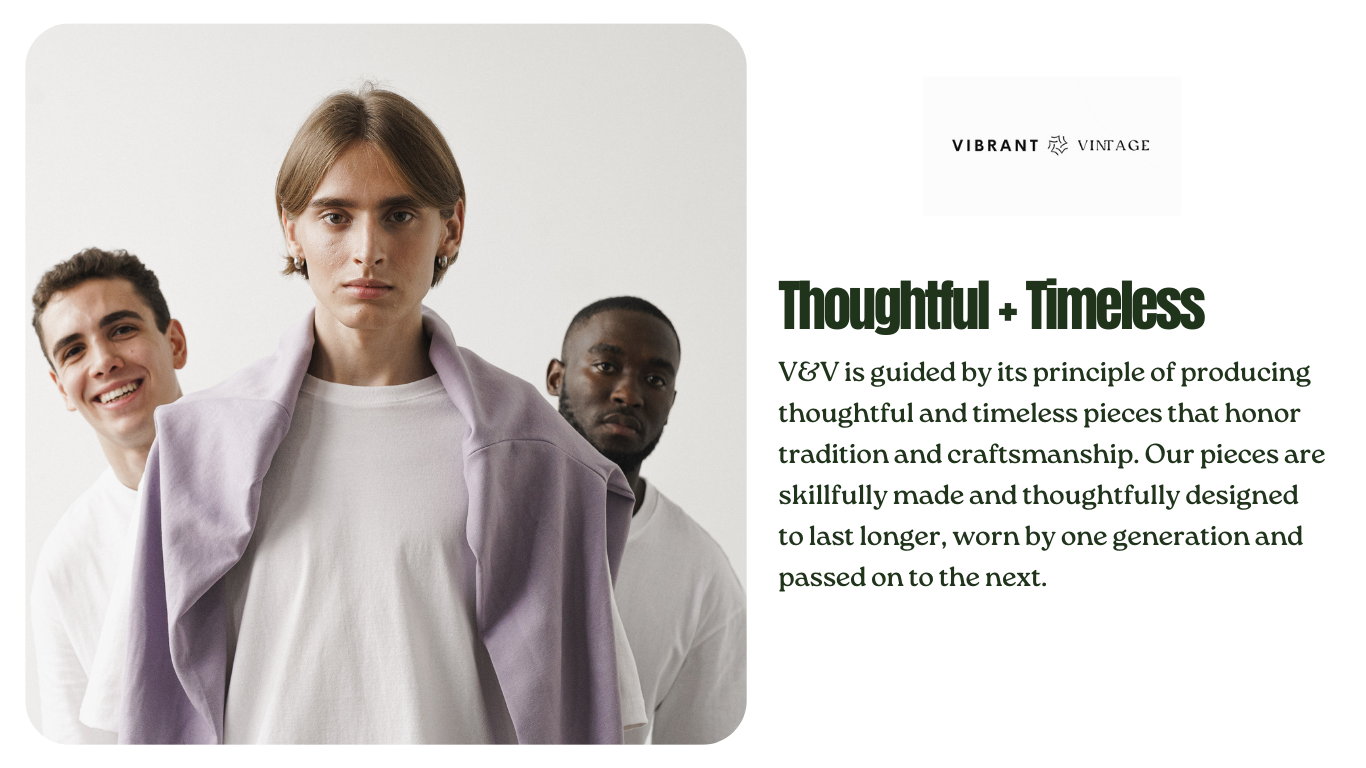 VIBRANT VINTAGE
Thoughtful + Timeless
V&V is guided by its principle of producing
thoughtful and timeless pieces that honor
tradition and craftsmanship. Our pieces are
skillfully made and thoughtfully designed
to last longer, worn by one generation and
passed on to the next.